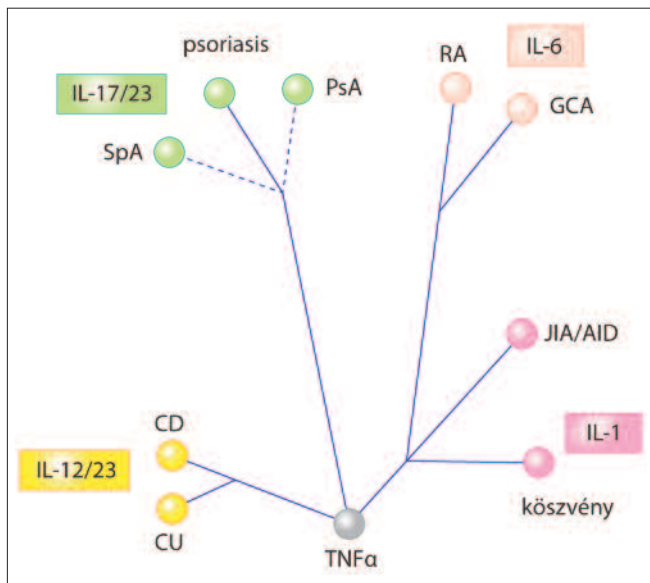 psoriasis
IL-17/23
PsA
SpA
RA
IL-6
GCA
JIA/AID
IL-1
köszvény
CD
IL-12/23
CU
TNFα